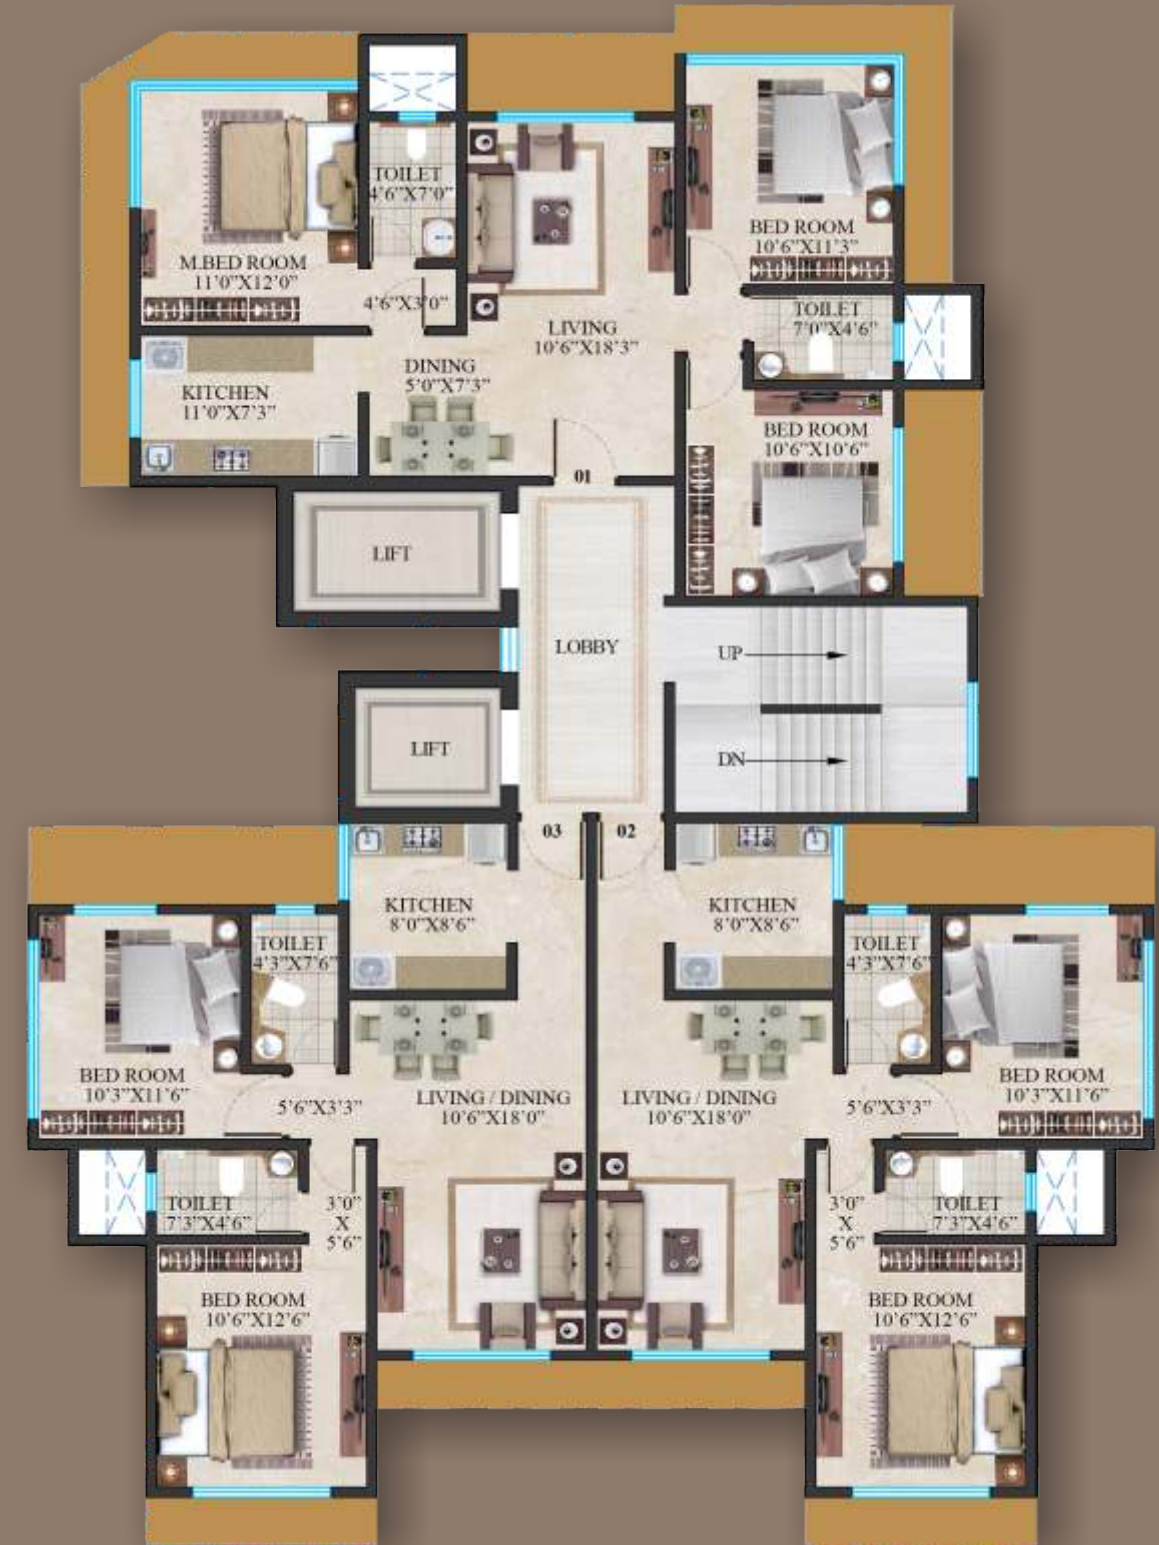 TOILET
4'6"X7'0"
M.BED ROOM
11'0"X12'0"
4'6"X3'0"
BED ROOM
10'6"X11'3"
TOILET
7'0"X4'6"
LIVING
10'6"X18'3"
DINING
5'0"X7'3"
KITCHEN
11'0"X7'3"
BED ROOM
10'6"X10'6"
01
LIFT
LOBBY
UP
LIFT
DN
03
02
KITCHEN
8'0"X8'6"
KITCHEN
8'0"X8'6"
TOILET
4'3"X7'6"
TOILET
4'3"X7'6"
BED ROOM
10'3"X11'6"
5'6"X3'3"
LIVING / DINING
10'6"X18'0"
LIVING / DINING
10'6"X18'0"
5'6"X3'3"
BED ROOM
10'3"X11'6"
TOILET
7'3"X4'6"
3'0"
X
5'6"
3'0"
X
5'6"
TOILET
7'3"X4'6"
BED ROOM
10'6"X12'6"
BED ROOM
10'6"X12'6"